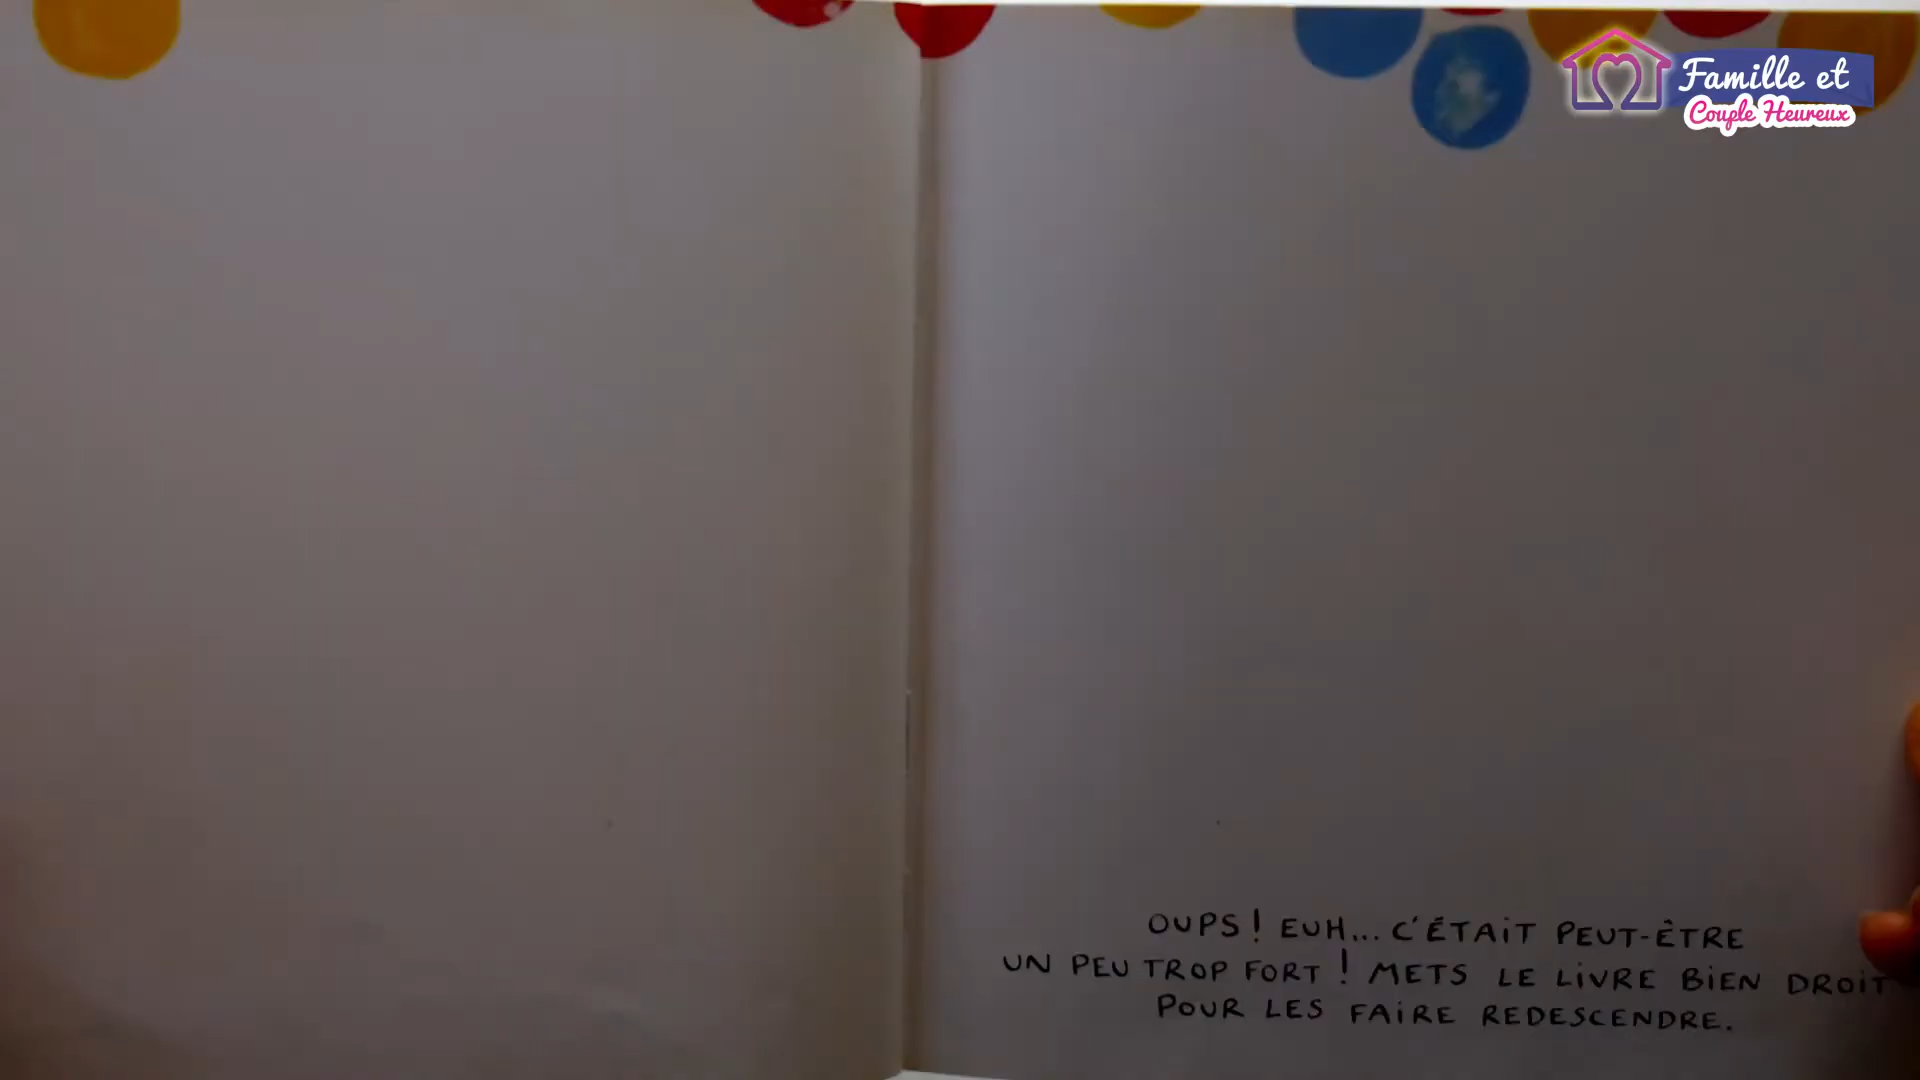 Famille et
Couple Heureux
OUPS ! EUH... C'ÉTAiT PEUT-ÊTRE
UN PEU TROP FORT ! METS LE LiVRE BiEN DROiT
POUR LES FAiRE REDESCENDRE.